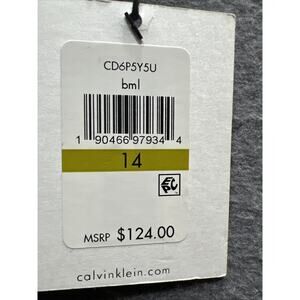 CD6P5Y5U
bml
1 90466 97934 4
14
MSRP $124.00
calvinklein.com